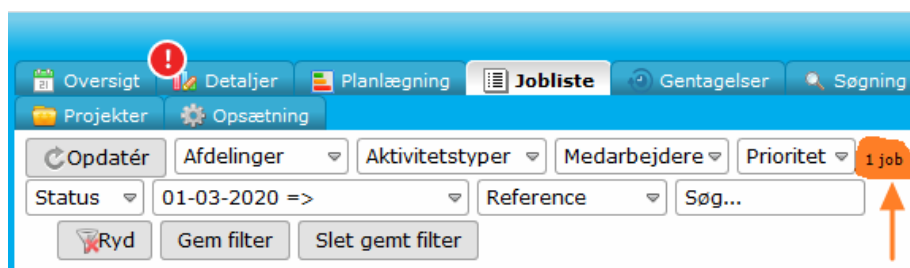 ! Oversigt Detaljer Planlægning Jobliste Gentagelser Søgning
Projekter Opsætning
Opdatér Afdelinger Aktivitetstyper Medarbejdere Prioritet 1 job
Status 01-03-2020 => Reference Søg...
Ryd Gem filter Slet gemt filter